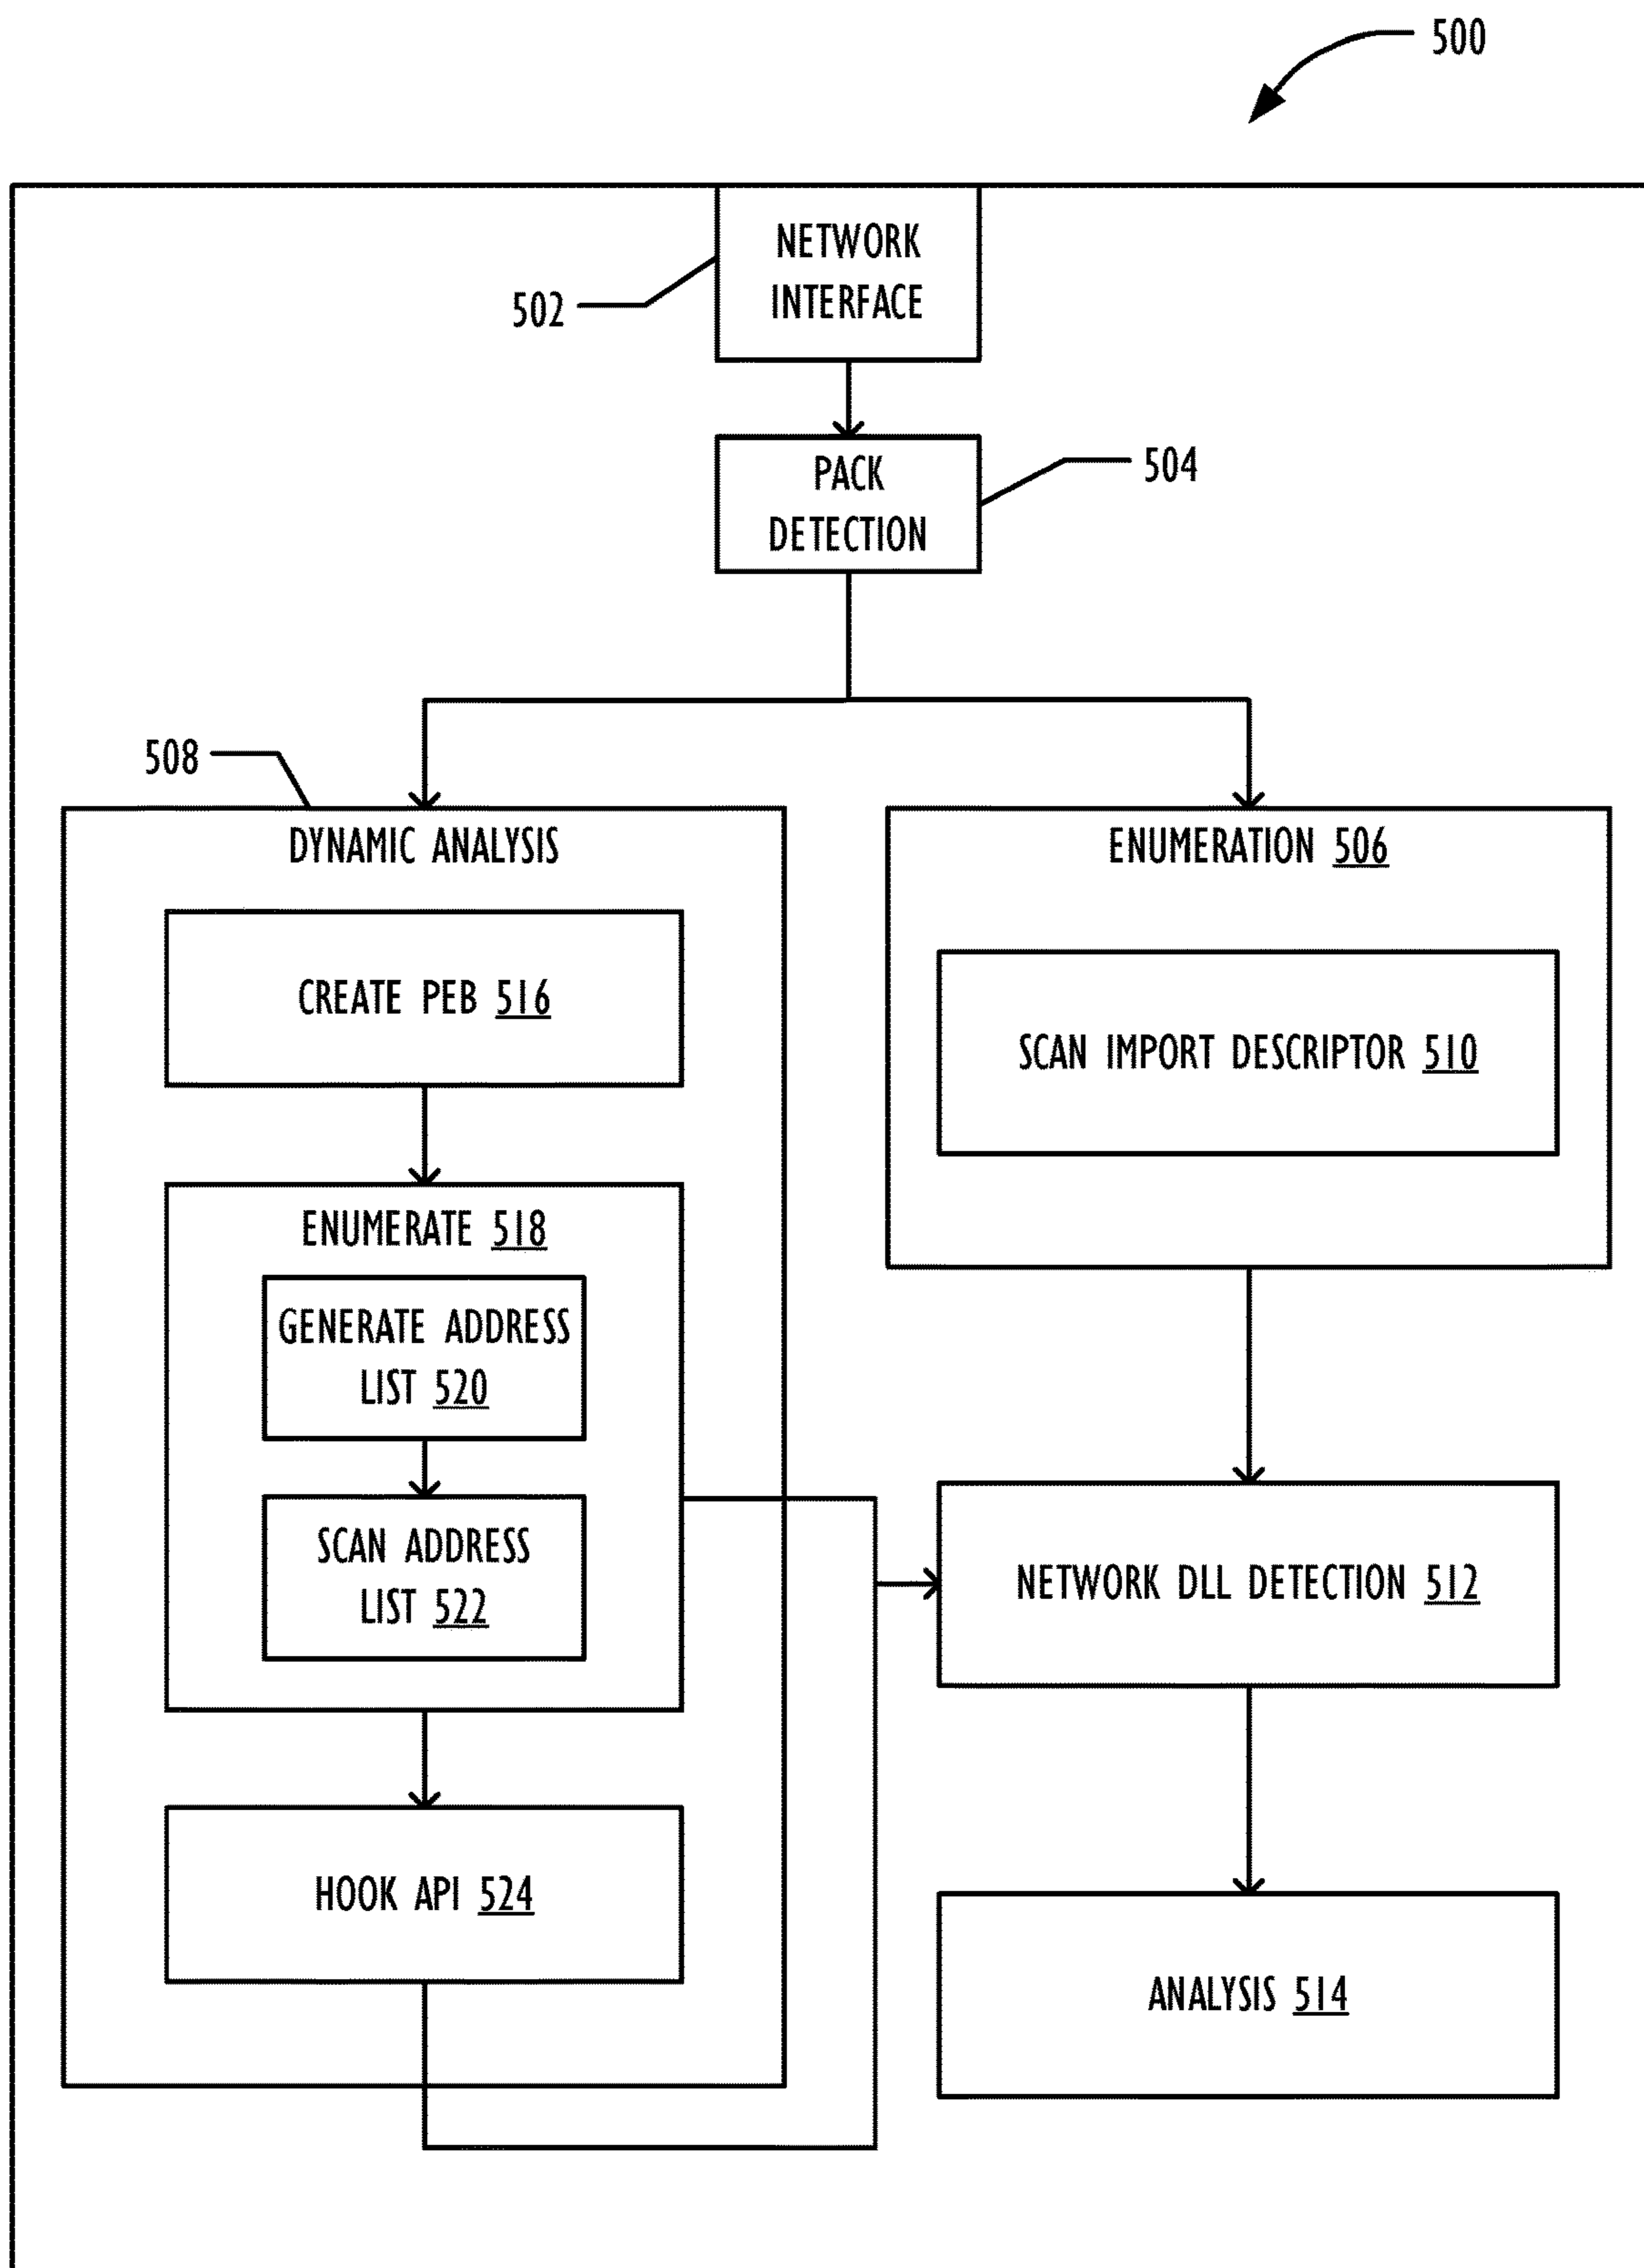 500
NETWORK
INTERFACE
502
PACK
DETECTION
504
508
DYNAMIC ANALYSIS
CREATE PEB 516
ENUMERATE 518
GENERATE ADDRESS
LIST 520
SCAN ADDRESS
LIST 522
HOOK API 524
ENUMERATION 506
SCAN IMPORT DESCRIPTOR 510
NETWORK DLL DETECTION 512
ANALYSIS 514